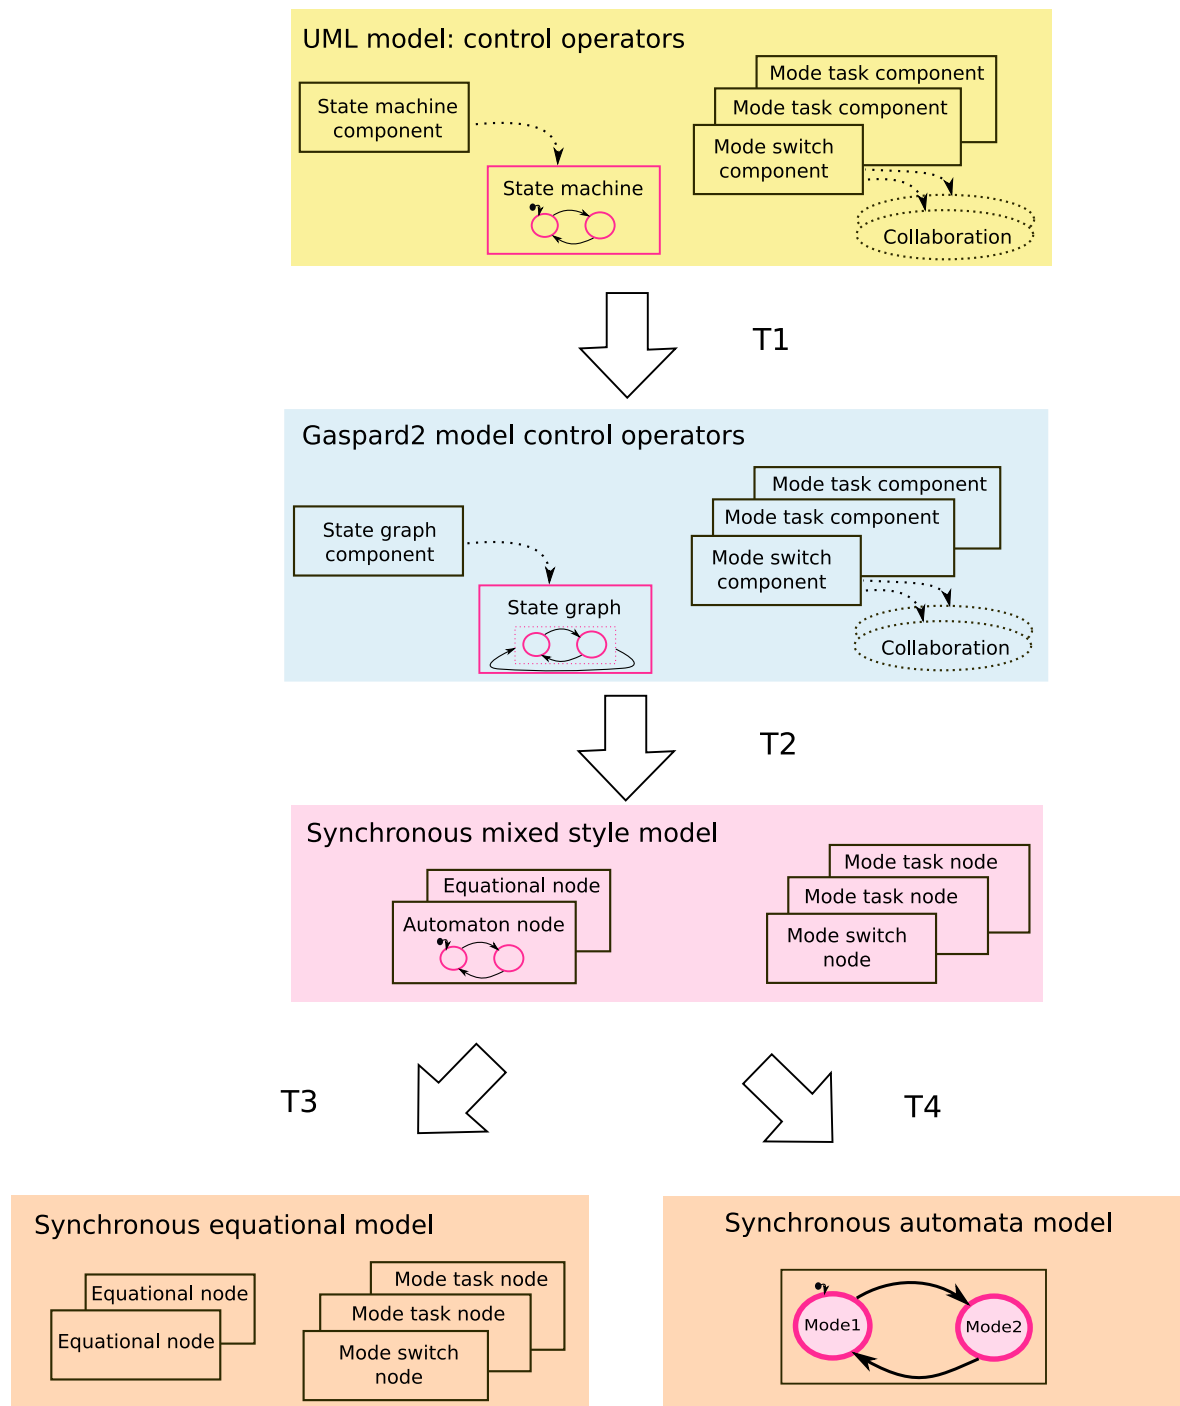 UML model: control operators
State machine
component
State machine
Mode task component
Mode task component
Mode switch
component
Collaboration
T1
Gaspard2 model control operators
State graph
component
State graph
Mode task component
Mode task component
Mode switch
component
Collaboration
T2
Synchronous mixed style model
Equational node
Automaton node
Mode task node
Mode task node
Mode switch
node
T3
T4
Synchronous equational model
Equational node
Equational node
Mode task node
Mode task node
Mode switch
node
Synchronous automata model
Mode1
Mode2